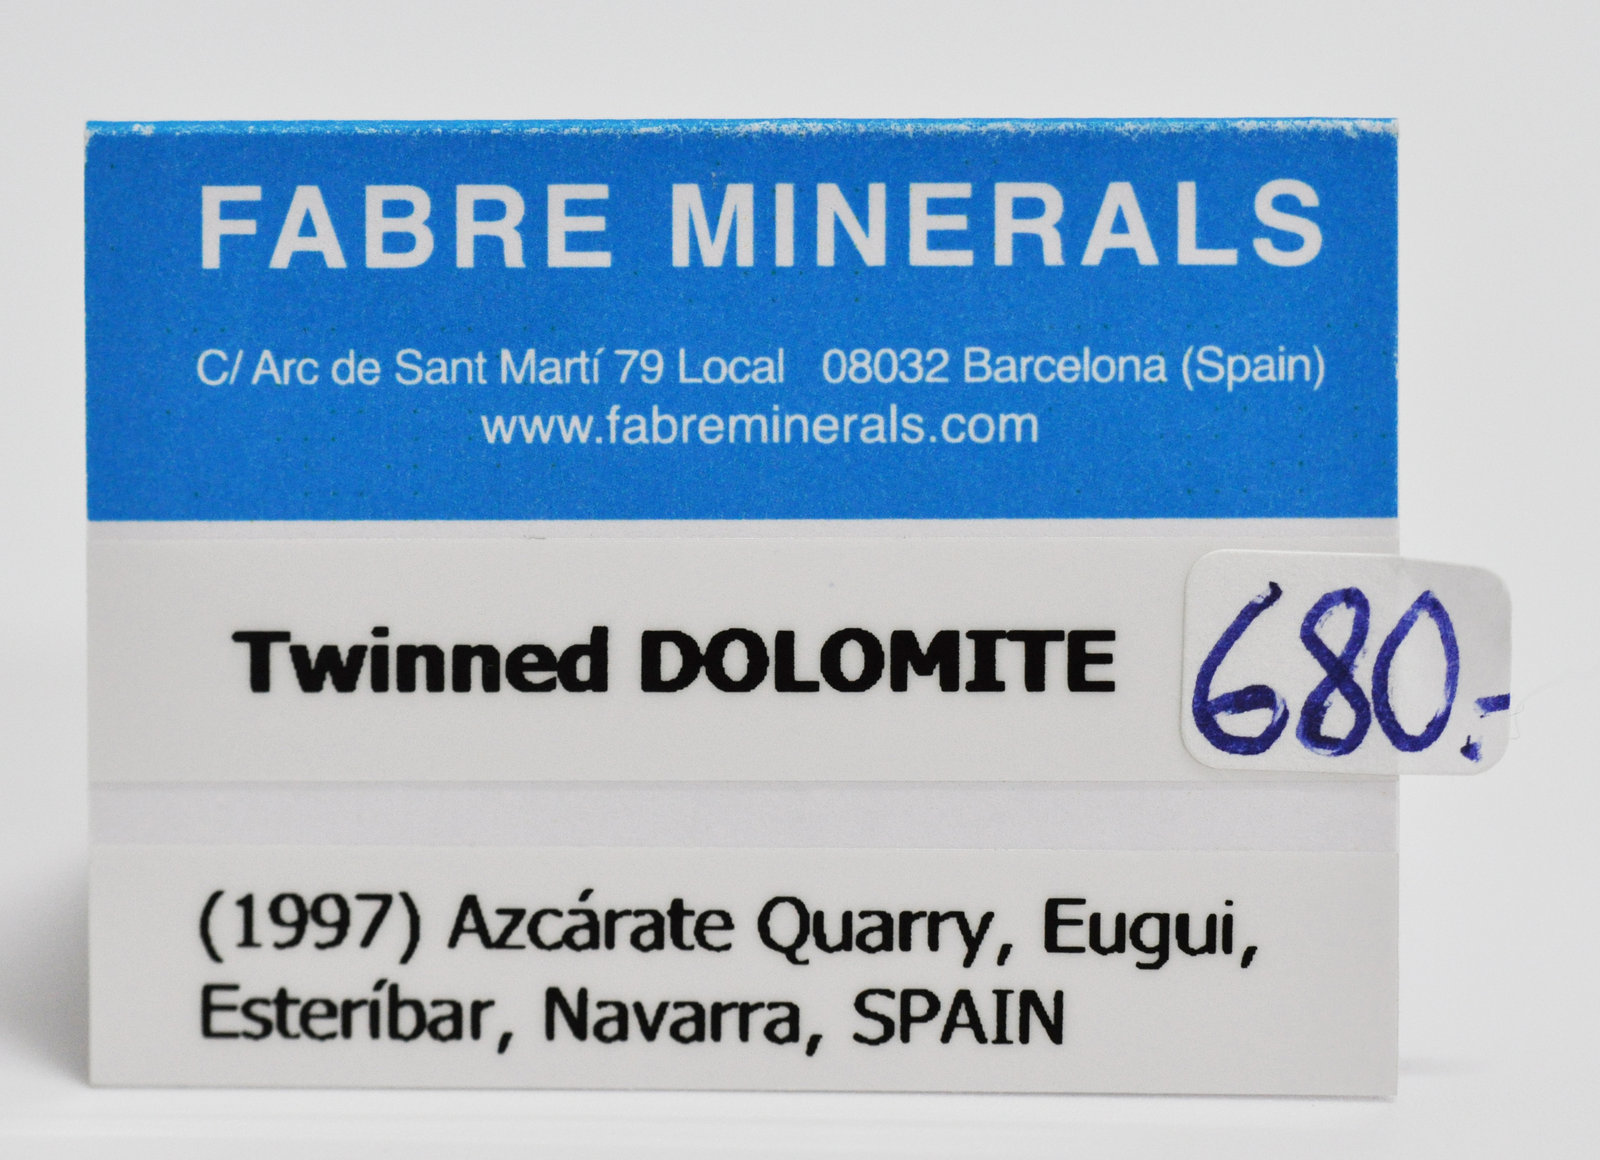 FABRE MINERALS
C/ Arc de Sant Martí 79 Local   08032 Barcelona (Spain)
www.fabreminerals.com
Twinned DOLOMITE
680.-
(1997) Azcárate Quarry, Eugui,
Esteríbar, Navarra, SPAIN